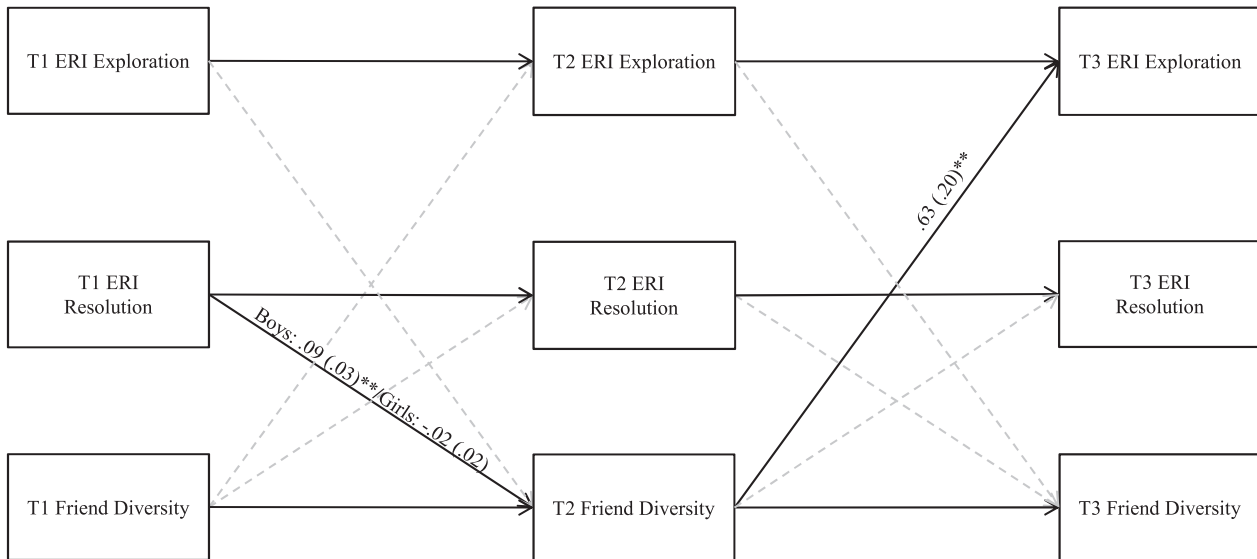 T1 ERI Exploration
T2 ERI Exploration
T3 ERI Exploration
.63 (.20)**
T1 ERI
Resolution
T2 ERI
Resolution
T3 ERI
Resolution
Boys: .09 (.03)**/Girls: -.02 (.02)
T1 Friend Diversity
T2 Friend Diversity
T3 Friend Diversity